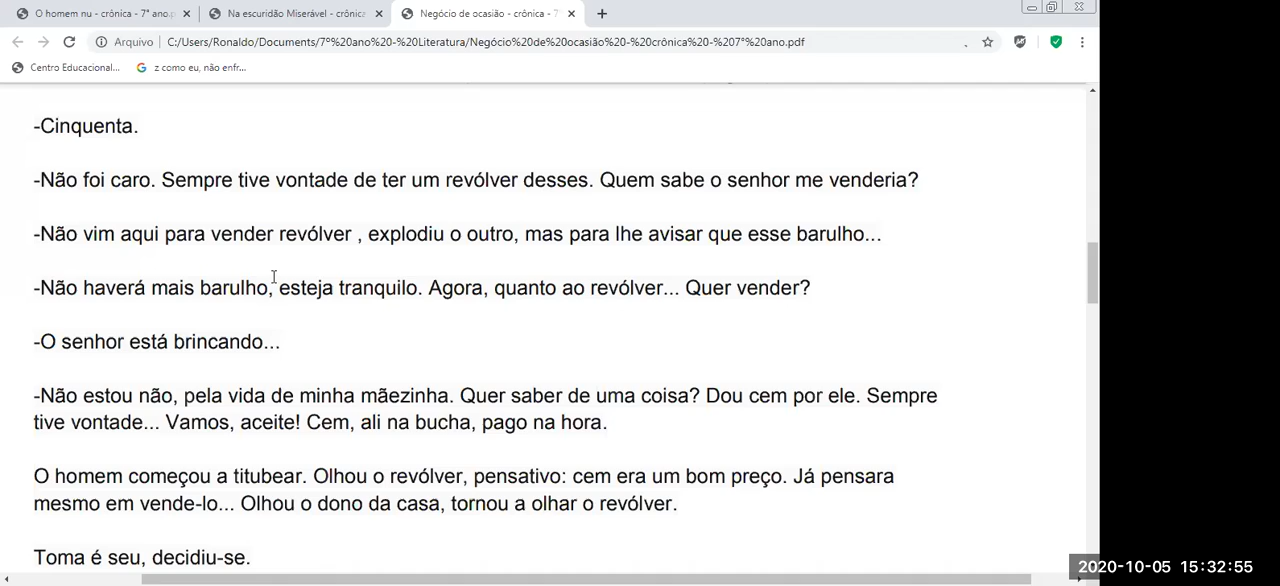 O homem nu - crônica - 7° ano.p
Na escuridão Miserável - crônica
Negócio de ocasião - crônica - 7°
Arquivo
C:/Users/Ronaldo/Documents/7º%20ano%20-%20Literatura/Negócio%20de%20ocasião%20-%20crônica%20-%207°%20ano.pdf
Centro Educacional...
z como eu, não enfr...
-Cinquenta.
-Não foi caro. Sempre tive vontade de ter um revólver desses. Quem sabe o senhor me venderia?
-Não vim aqui para vender revólver , explodiu o outro, mas para lhe avisar que esse barulho...
-Não haverá mais barulho, esteja tranquilo. Agora, quanto ao revólver... Quer vender?
-O senhor está brincando...
-Não estou não, pela vida de minha mãezinha. Quer saber de uma coisa? Dou cem por ele. Sempre
tive vontade... Vamos, aceite! Cem, ali na bucha, pago na hora.
O homem começou a titubear. Olhou o revólver, pensativo: cem era um bom preço. Já pensara
mesmo em vende-lo... Olhou o dono da casa, tornou a olhar o revólver.
Toma é seu, decidiu-se.
2020-10-05 15:32:55